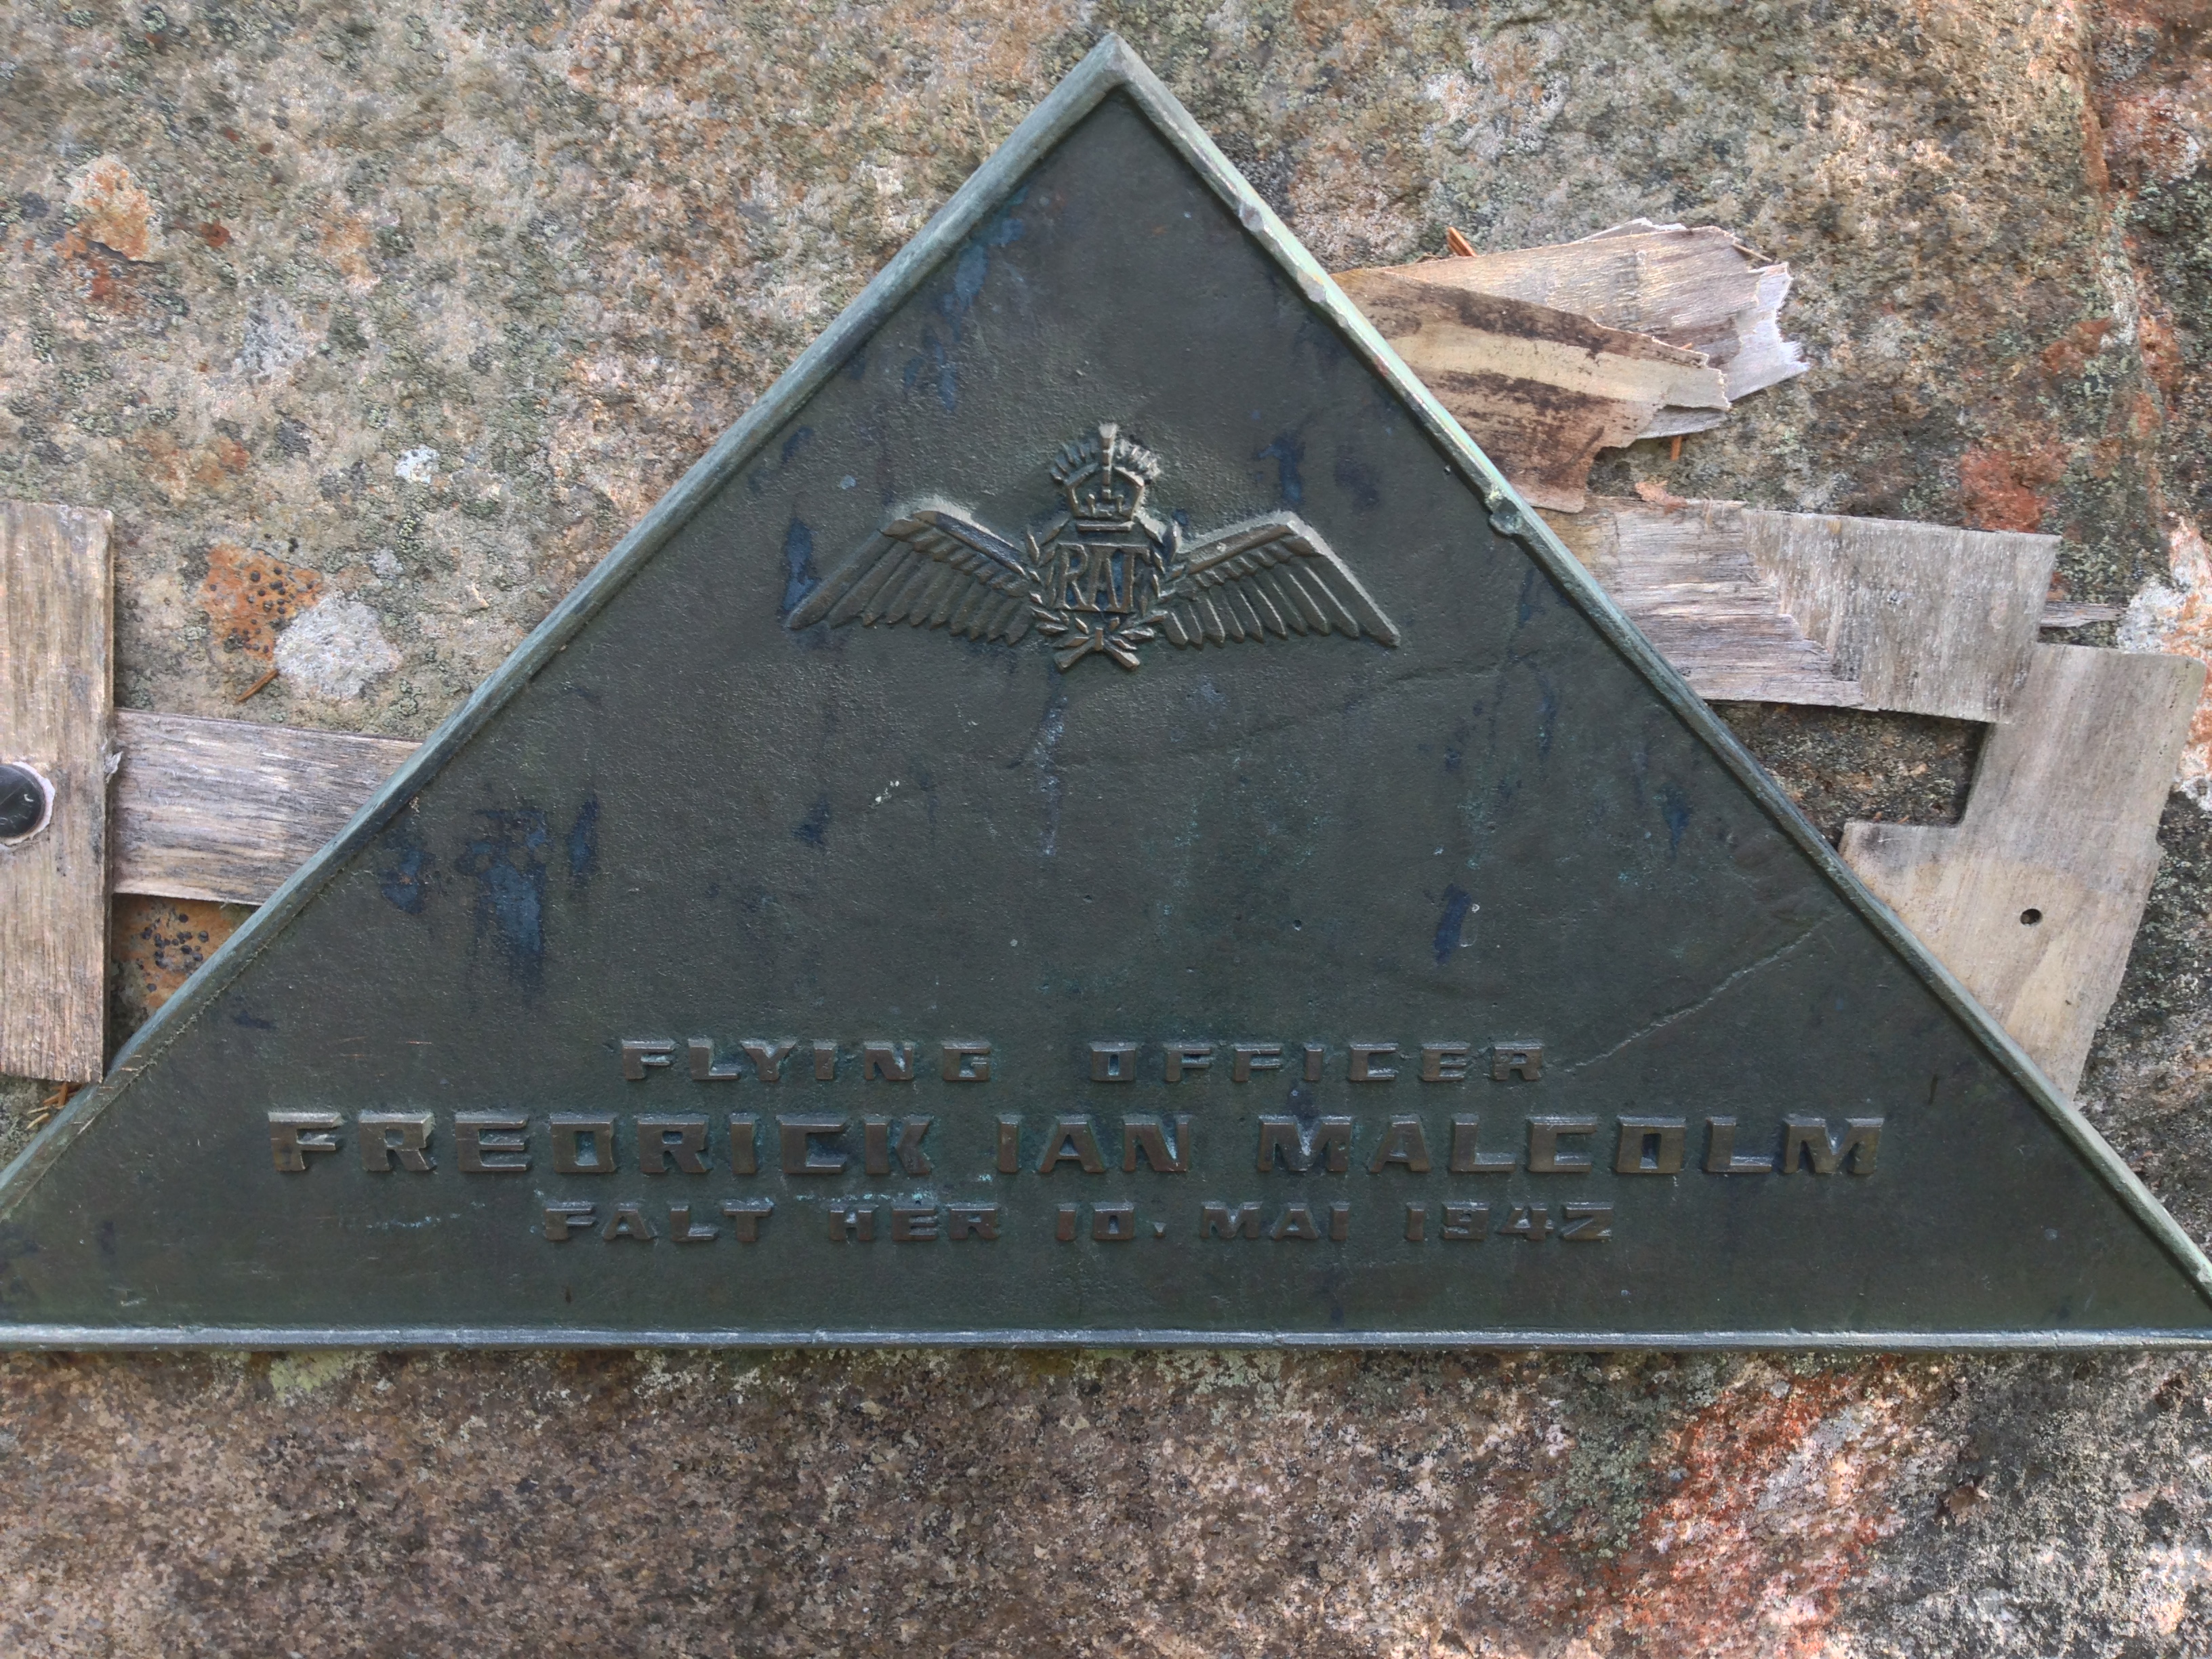 RAF
FLYING OFFICER
FREDRICK IAN MALCOLM
FALT HER 10. MAI 1942